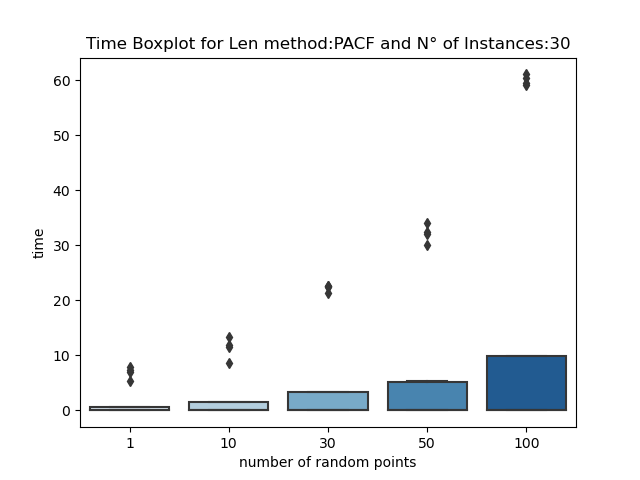 Time Boxplot for Len method:PACF and N° of Instances:30
60
50
40
30
20
10
0
time
1 10 30 50 100
number of random points